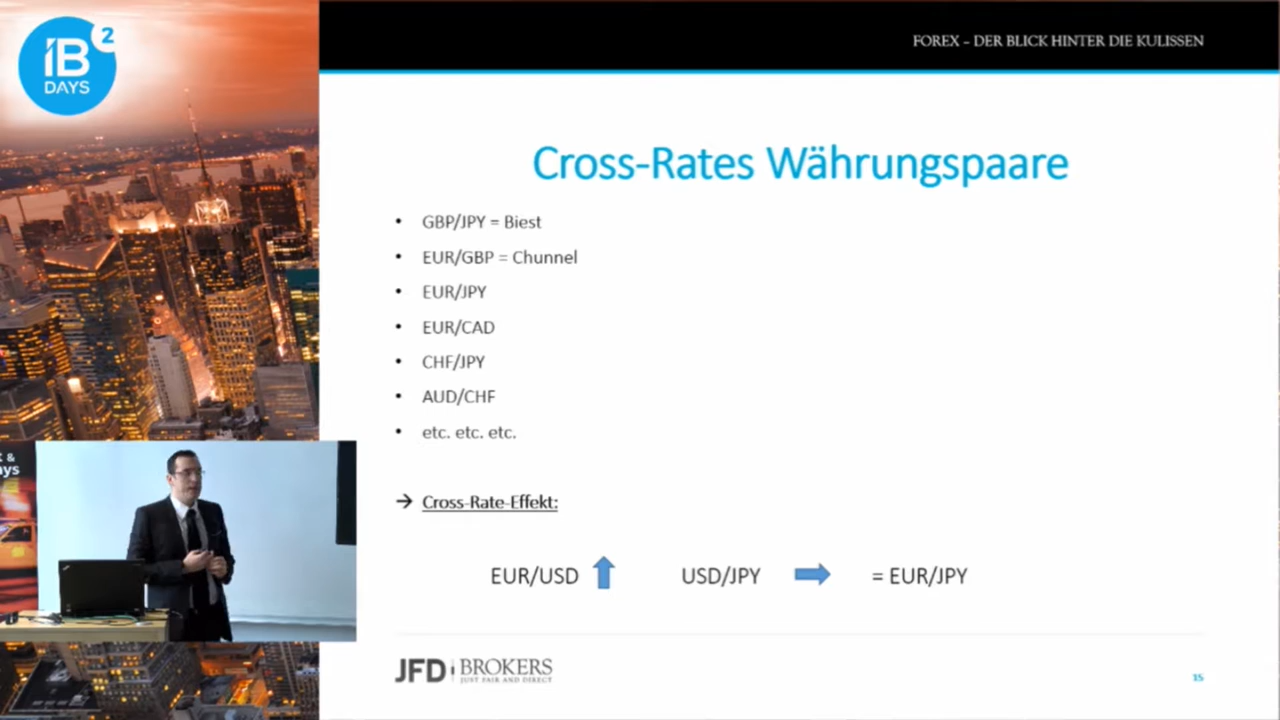 iB
2
DAYS
FOREX – DER BLICK HINTER DIE KULISSEN
Cross-Rates Währungspaare
• GBP/JPY = Biest
• EUR/GBP = Chunnel
• EUR/JPY
• EUR/CAD
• CHF/JPY
• AUD/CHF
• etc. etc. etc.
→ Cross-Rate-Effekt:
EUR/USD USD/JPY = EUR/JPY
JFD BROKERS
JUST FAIR AND DIRECT
15
&
ays